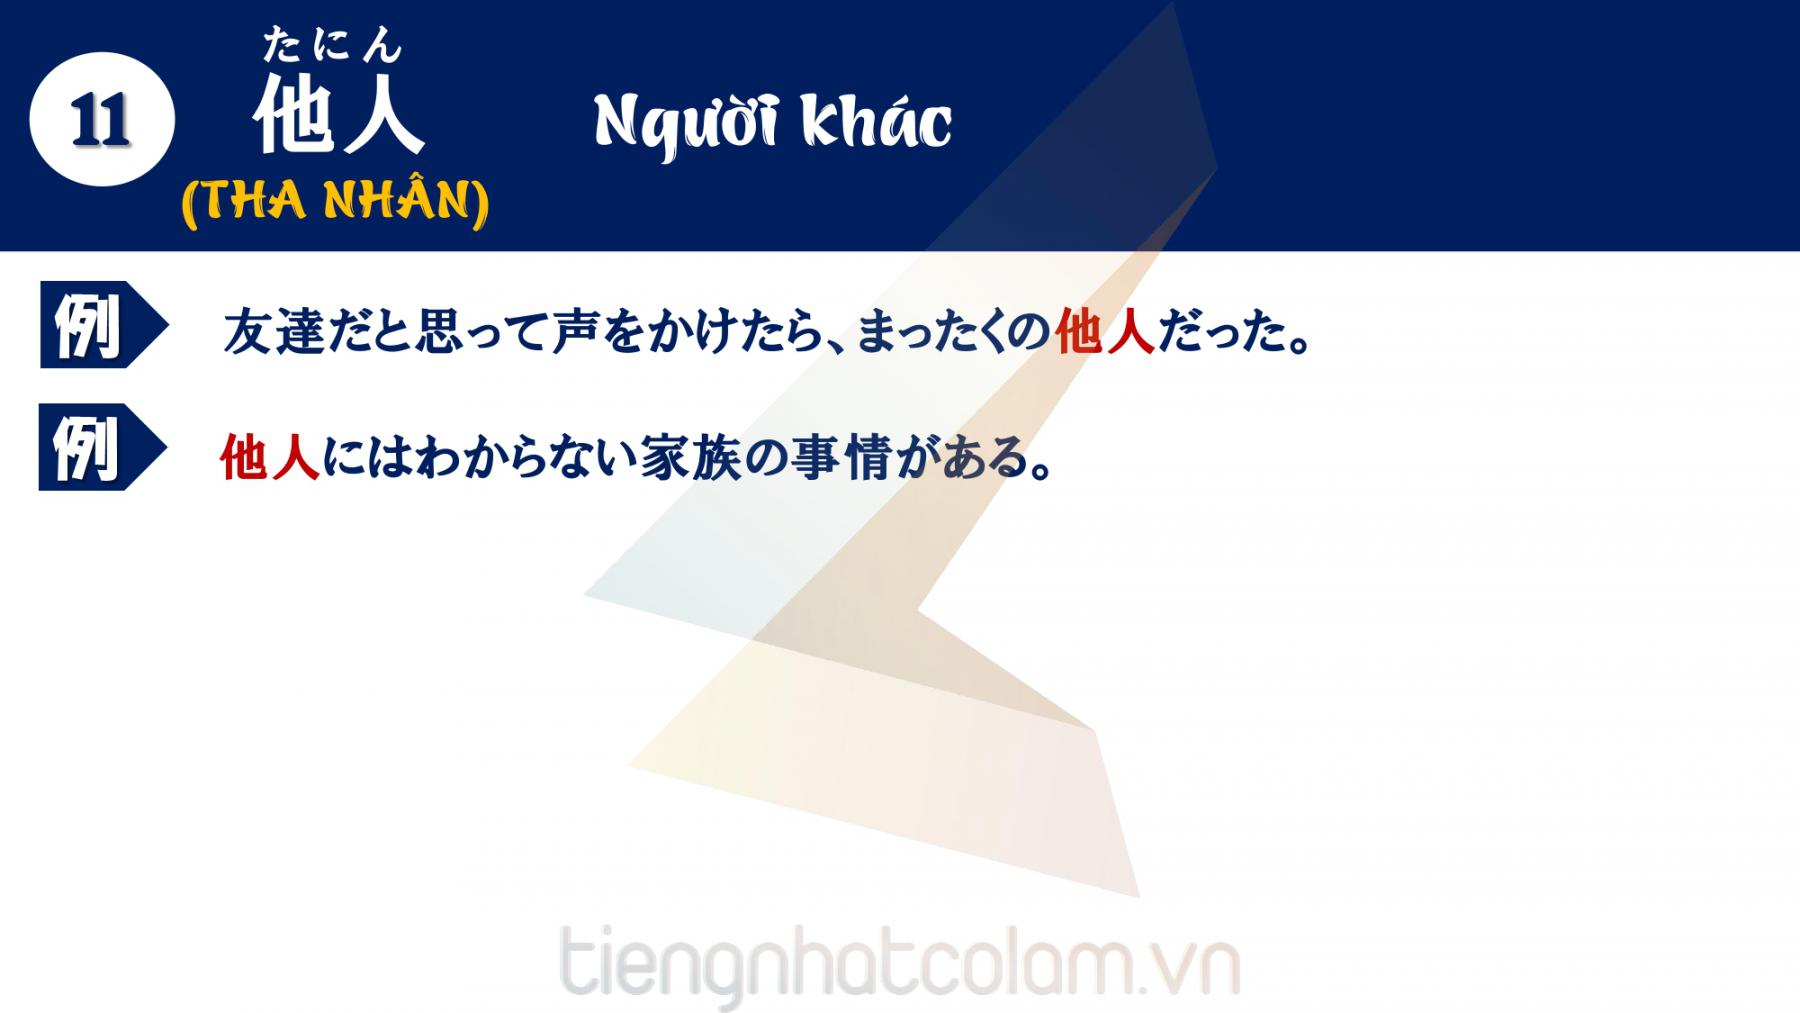 11
たにん
他人
(THA NHÂN)
Người khác
例
友達だと思って声をかけたら、まったくの他人だった。
例
他人にはわからない家族の事情がある。
tiengnhatcolam.vn